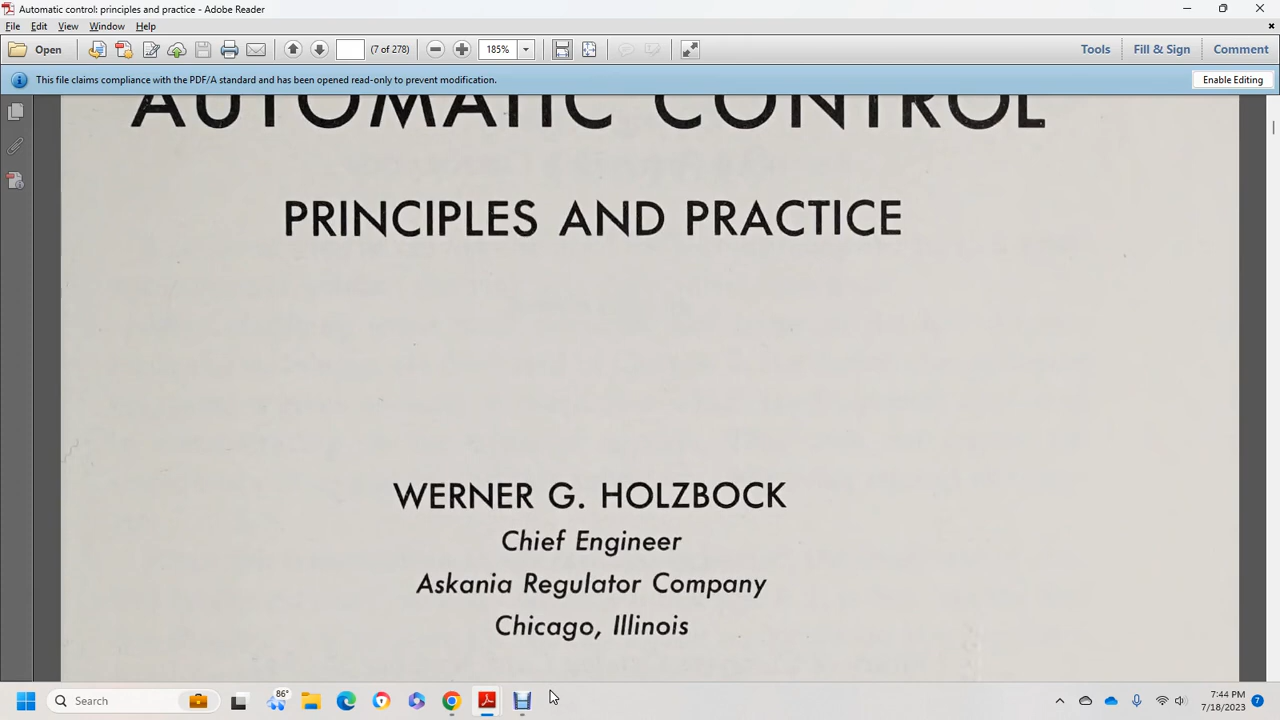 Automatic control: principles and practice - Adobe Reader
File Edit View Window Help
Open (7 of 278) 185% Tools Fill & Sign Comment
This file claims compliance with the PDF/A standard and has been opened read-only to prevent modification. Enable Editing
AUTOMATIC CONTROL
PRINCIPLES AND PRACTICE
WERNER G. HOLZBOCK
Chief Engineer
Askania Regulator Company
Chicago, Illinois
Search 86° 7:44 PM
7/18/2023 7